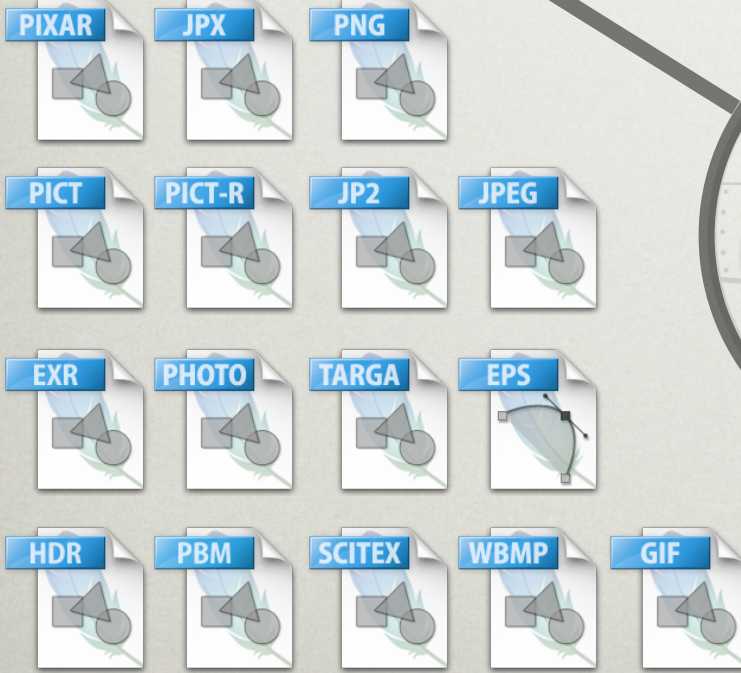 PIXAR JPX PNG
PICT PICT-R JP2 JPEG
EXR PHOTO TARGA EPS
HDR PBM SCITEX WBMP GIF